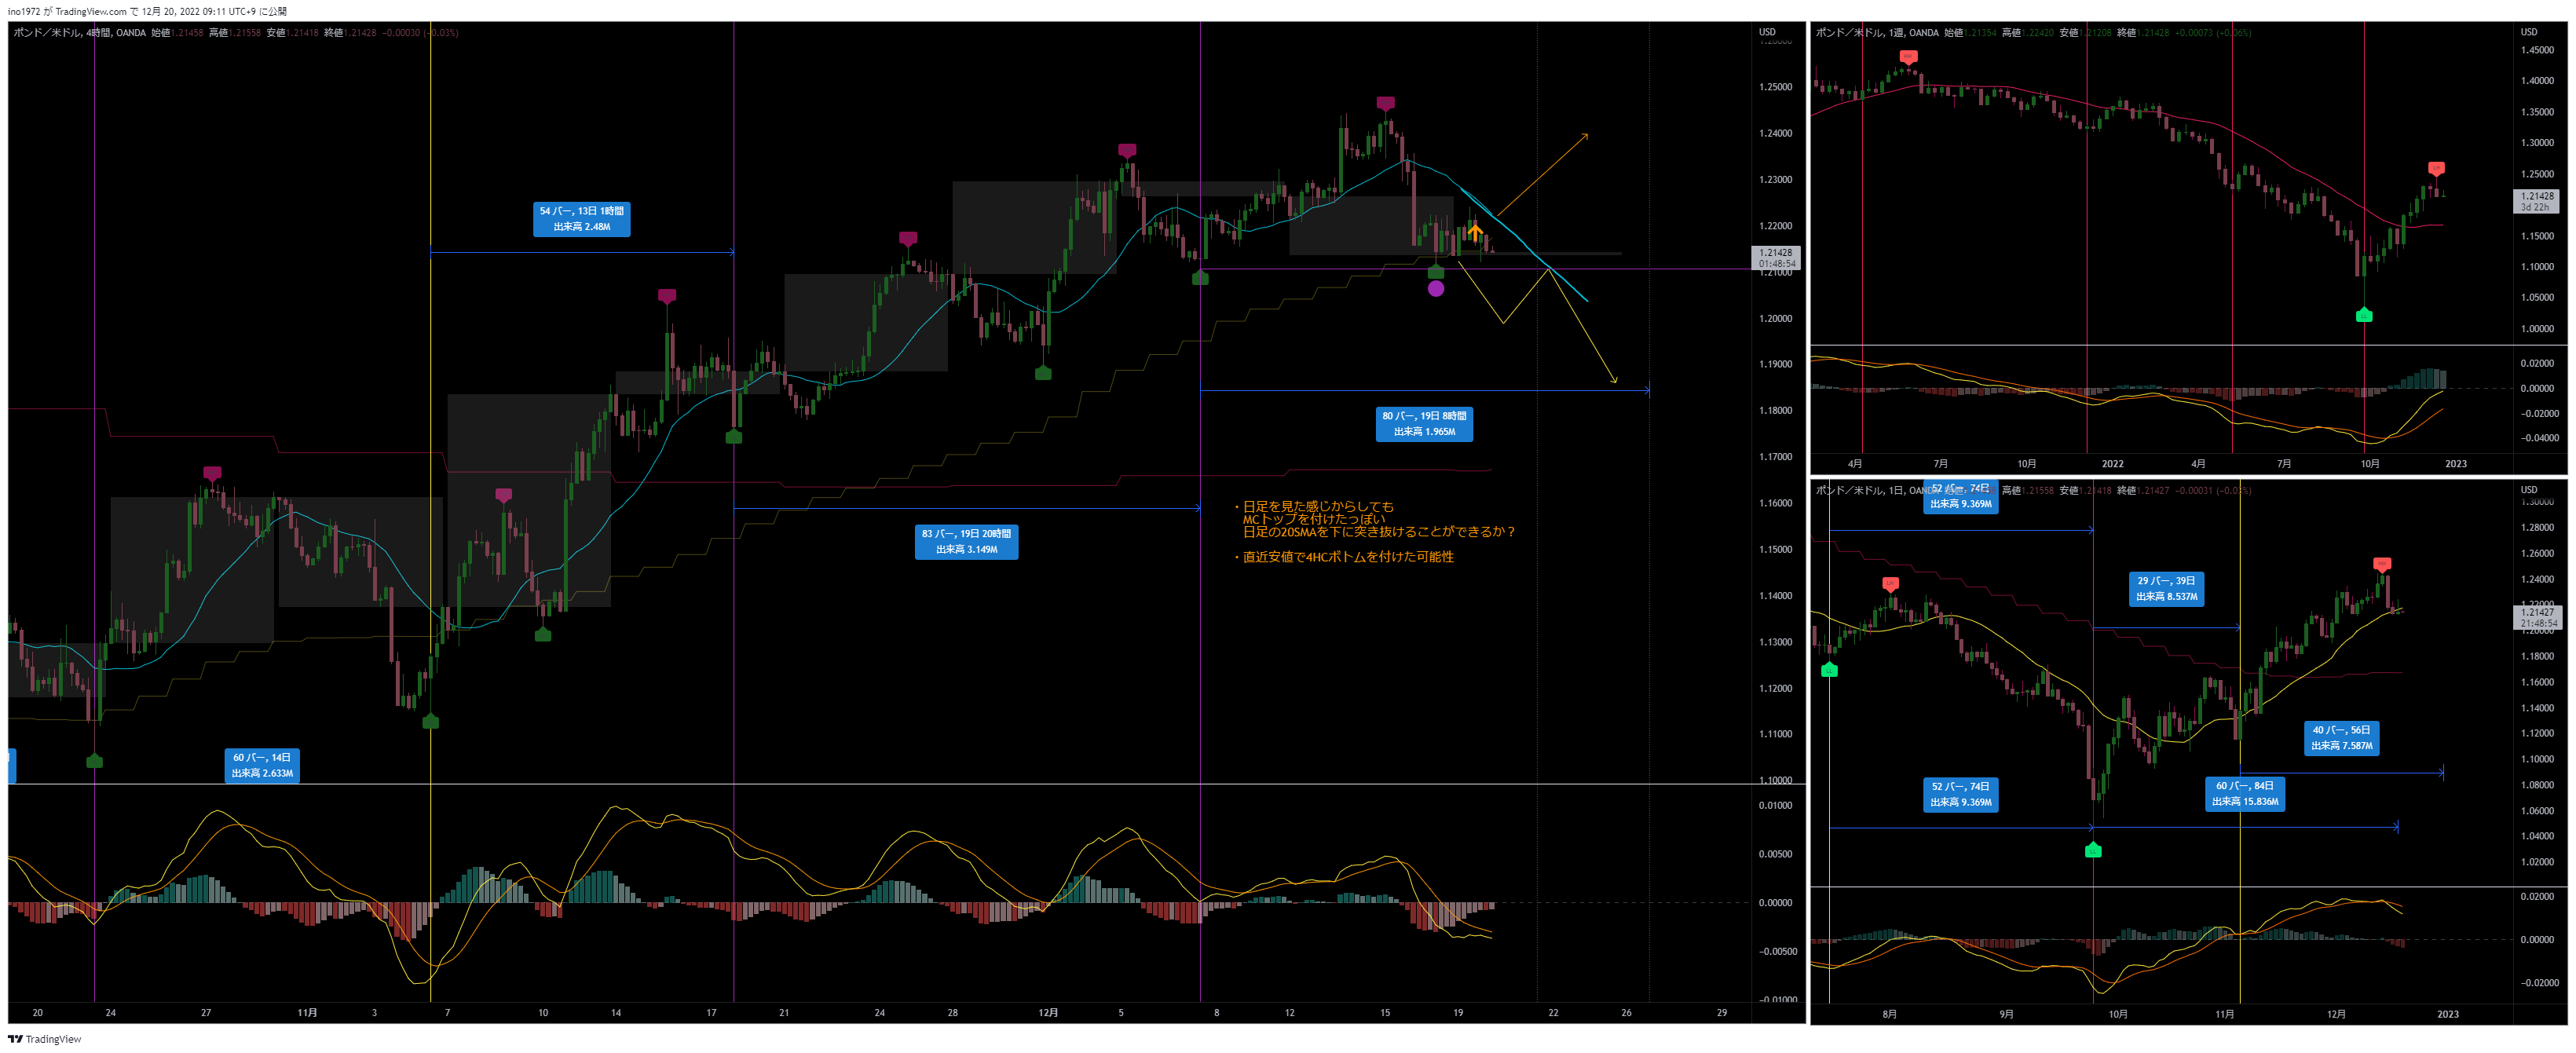 ino1972 が TradingView.com で 12月 20, 2022 09:11 UTC+9 に公開
ポンド／米ドル, 4時間, OANDA 始値1.21458 高値1.21558 安値1.21418 終値1.21428 −0.00030 (−0.03%)
USD
1.26000
1.25000
1.24000
1.23000
1.22000
1.21428
01:48:54
1.21000
1.20000
1.19000
1.18000
1.17000
1.16000
1.15000
1.14000
1.13000
1.12000
1.11000
1.10000
0.01000
0.00500
0.00000
−0.00500
−0.01000
54 バー, 13日 1時間
出来高 2.48M
80 バー, 19日 8時間
出来高 1.965M
83 バー, 19日 20時間
出来高 3.149M
60 バー, 14日
出来高 2.633M
・日足を見た感じからしても
MCトップを付けたっぽい
日足の20SMAを下に突き抜けることができるか？
・直近安値で4HCボトムを付けた可能性
20 24 27 11月 3 7 10 14 17 21 24 28 12月 5 8 12 15 19 22 26 29
ポンド／米ドル, 1週, OANDA 始値1.21354 高値1.22420 安値1.21208 終値1.21428 +0.00073 (+0.06%)
USD
1.45000
1.40000
1.35000
1.30000
1.25000
1.21428
3d 22h
1.15000
1.10000
1.05000
1.00000
0.02000
0.00000
−0.02000
−0.04000
4月 7月 10月 2022 4月 7月 10月 2023
ポンド／米ドル, 1日, OANDA 高値1.21558 安値1.21418 終値1.21427 −0.00031 (−0.03%)
USD
52 バー, 74日
出来高 9.369M
29 バー, 39日
出来高 8.537M
40 バー, 56日
出来高 7.587M
52 バー, 74日
出来高 9.369M
60 バー, 84日
出来高 15.836M
1.30000
1.28000
1.26000
1.24000
1.22000
1.21427
21:48:54
1.20000
1.18000
1.16000
1.14000
1.12000
1.10000
1.08000
1.06000
1.04000
1.02000
0.02000
0.00000
−0.02000
8月 9月 10月 11月 12月 2023
TradingView